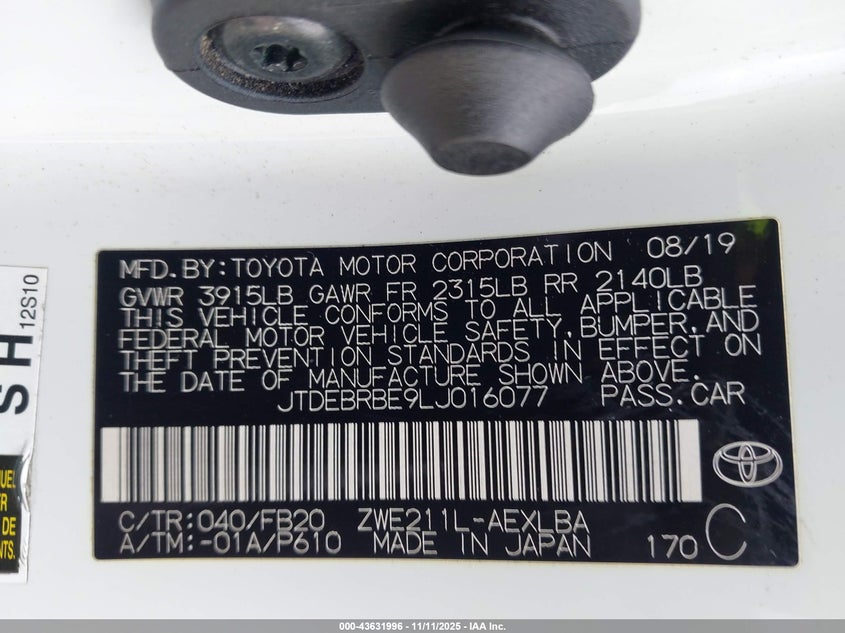 MFD.BY:TOYOTA MOTOR CORPORATION 08/19
GVWR 3915LB GAWR FR 2315LB RR 2140LB
THIS VEHICLE CONFORMS TO ALL APPLICABLE
FEDERAL MOTOR VEHICLE SAFETY,BUMPER,AND
THEFT PREVENTION STANDARDS IN EFFECT ON
THE DATE OF MANUFACTURE SHOWN ABOVE.
JTDEBRBE9LJ016077 PASS.CAR
C/TR:040/FB20 ZWE211L-AEXLBA
A/TM:-01A/P610 MADE IN JAPAN 170 C
SH
12S10
DE
000-43631996 - 11/11/2025 - IAA Inc.